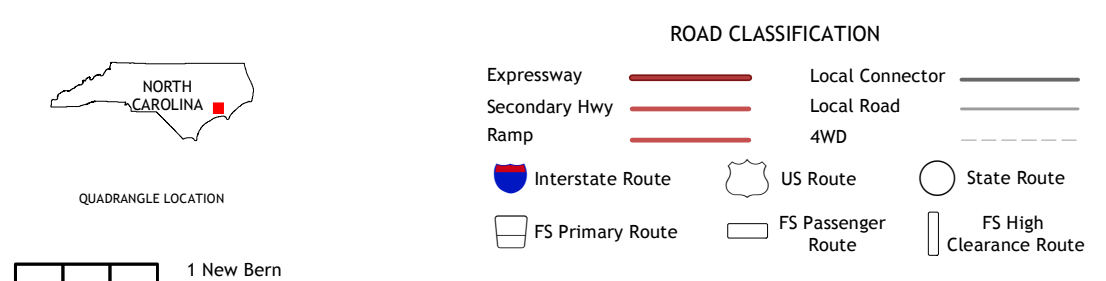 NORTH
CAROLINA
QUADRANGLE LOCATION
1 New Bern
ROAD CLASSIFICATION
Expressway
Local Connector
Secondary Hwy
Local Road
Ramp
4WD
Interstate Route
US Route
State Route
FS Primary Route
FS Passenger
Route
FS High
Clearance Route